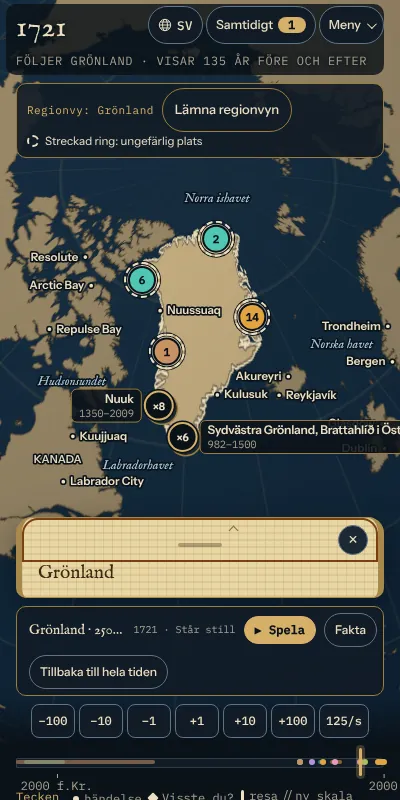 1721
SV
Samtidigt 1
Meny
FÖLJER GRÖNLAND · VISAR 135 ÅR FÖRE OCH EFTER
Regionvy: Grönland
Lämna regionvyn
Streckad ring: ungefärlig plats
Norra ishavet
2
Resolute
6
Arctic Bay
Nuussuaq
14
Repulse Bay
Trondheim
Norska havet
1
Bergen
Akureyri
Hudsonsundet
Kulusuk
Reykjavík
Nuuk
1350–2009
×8
×6
Sydvästra Grönland, Brattahlíð i Öst
982–1500
Dublin
Kuujjuaq
KANADA
Labradorhavet
Labrador City
×
Grönland
Grönland · 250...
1721 · Står still
▶ Spela
Fakta
Tillbaka till hela tiden
−100
−10
−1
+1
+10
+100
125/s
2000 f.Kr.
2000
Tecken
händelse
Visste du?
resa
// ny skala